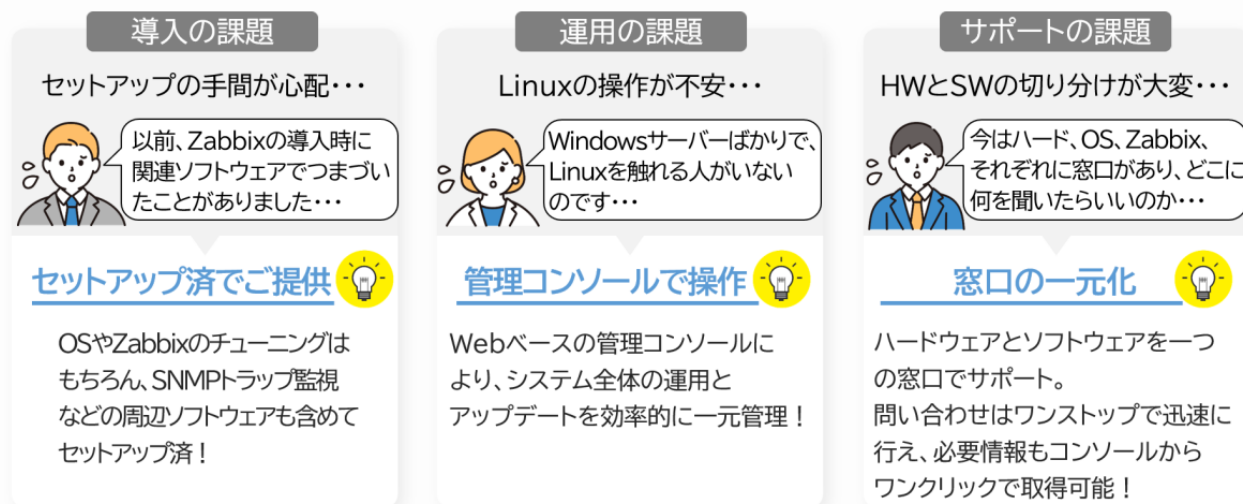 導入の課題
セットアップの手間が心配・・・
以前、Zabbixの導入時に
関連ソフトウェアでつまづい
たことがありました・・・
セットアップ済でご提供
OSやZabbixのチューニングは
もちろん、SNMPトラップ監視
などの周辺ソフトウェアも含めて
セットアップ済！
運用の課題
Linuxの操作が不安・・・
Windowsサーバーばかりで、
Linuxを触れる人がいない
のです・・・
管理コンソールで操作
Webベースの管理コンソールに
より、システム全体の運用と
アップデートを効率的に一元管理！
サポートの課題
HWとSWの切り分けが大変・・・
今はハード、OS、Zabbix、
それぞれに窓口があり、どこに
何を聞いたらいいのか・・・
窓口の一元化
ハードウェアとソフトウェアを一つ
の窓口でサポート。
問い合わせはワンストップで迅速に
行え、必要情報もコンソールから
ワンクリックで取得可能！